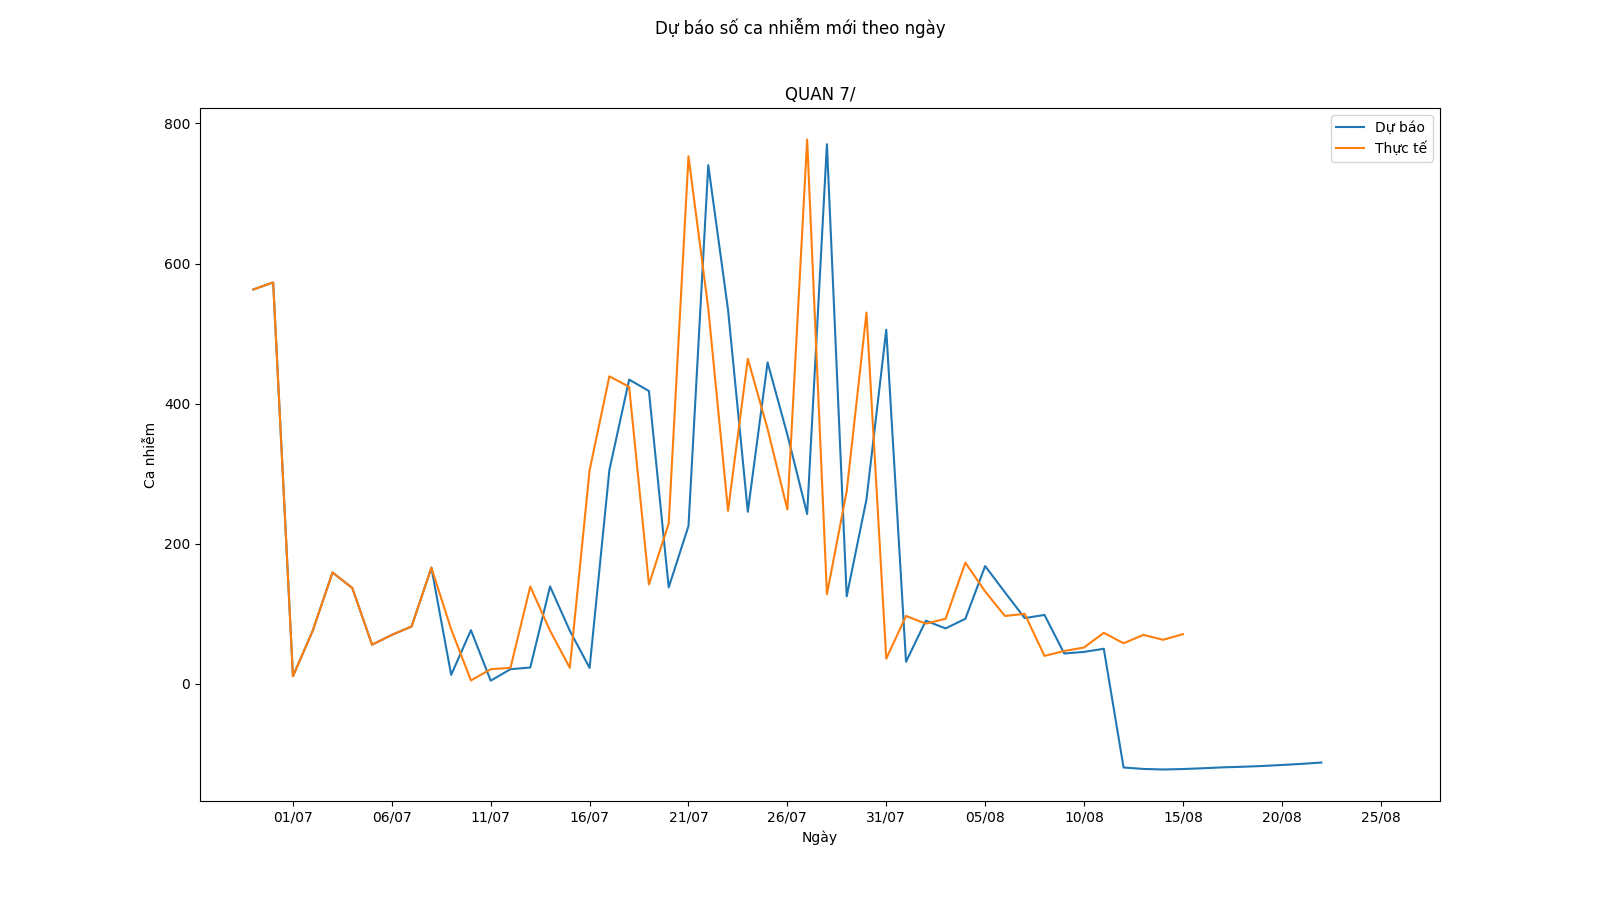 Dự báo số ca nhiễm mới theo ngày
QUAN 7/
Dự báo
Thực tế
800
600
400
200
0
Ca nhiễm
01/07 06/07 11/07 16/07 21/07 26/07 31/07 05/08 10/08 15/08 20/08 25/08
Ngày